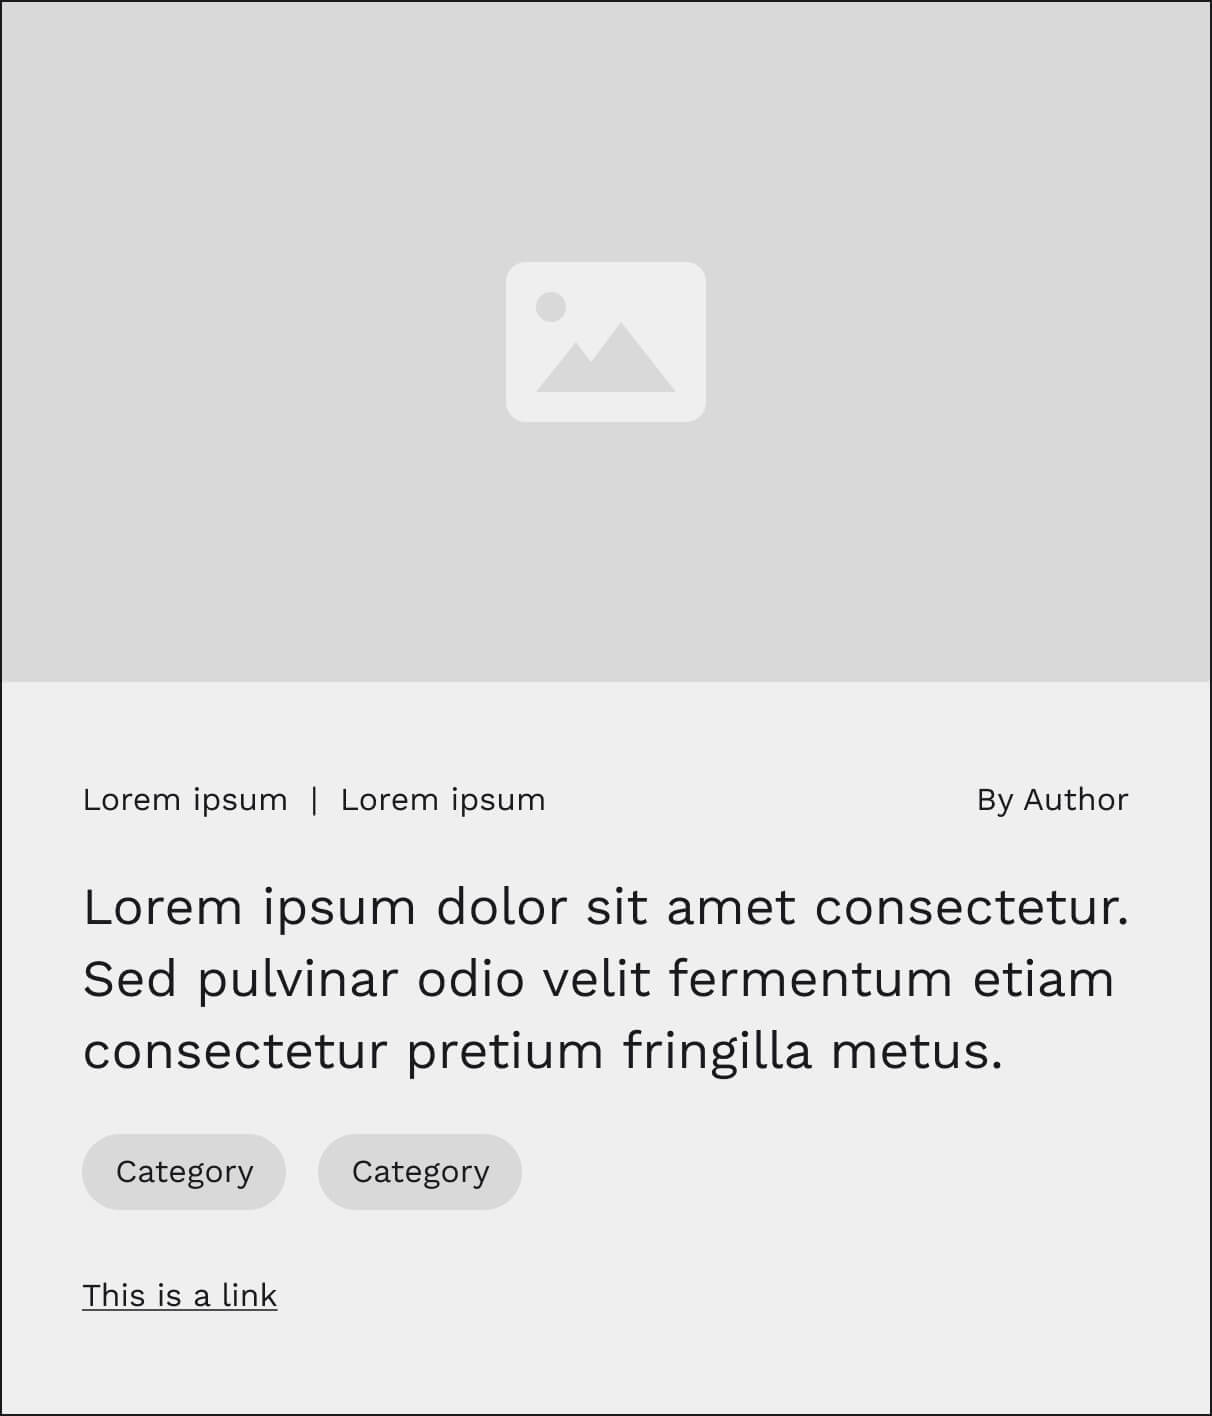 Lorem ipsum | Lorem ipsum By Author
Lorem ipsum dolor sit amet consectetur.
Sed pulvinar odio velit fermentum etiam
consectetur pretium fringilla metus.
Category Category
This is a link